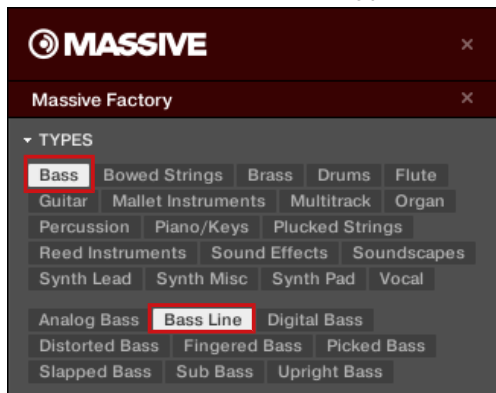 MASSIVE
Massive Factory
TYPES
Bass Bowed Strings Brass Drums Flute
Guitar Mallet Instruments Multitrack Organ
Percussion Piano/Keys Plucked Strings
Reed Instruments Sound Effects Soundscapes
Synth Lead Synth Misc Synth Pad Vocal
Analog Bass Bass Line Digital Bass
Distorted Bass Fingered Bass Picked Bass
Slapped Bass Sub Bass Upright Bass